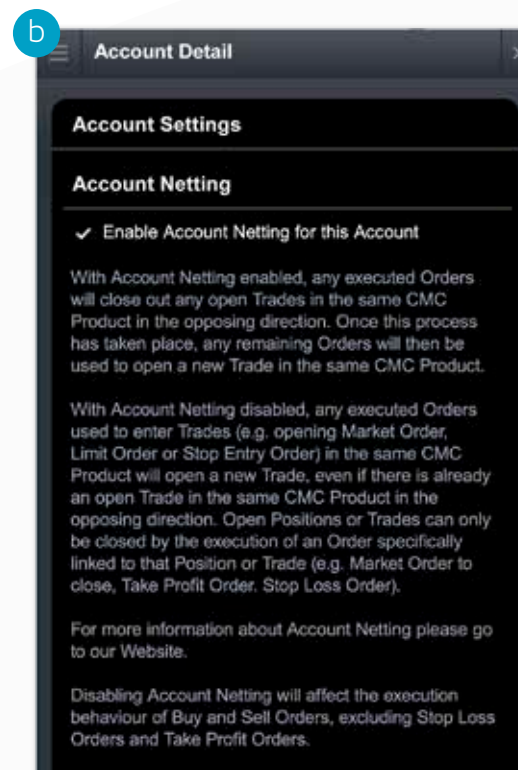 b
Account Detail
Account Settings
Account Netting
Enable Account Netting for this Account
With Account Netting enabled, any executed Orders
will close out any open Trades in the same CMC
Product in the opposing direction. Once this process
has taken place, any remaining Orders will then be
used to open a new Trade in the same CMC Product.
With Account Netting disabled, any executed Orders
used to enter Trades (e.g. opening Market Order,
Limit Order or Stop Entry Order) in the same CMC
Product will open a new Trade, even if there is already
an open Trade in the same CMC Product in the
opposing direction. Open Positions or Trades can only
be closed by the execution of an Order specifically
linked to that Position or Trade (e.g. Market Order to
close, Take Profit Order. Stop Loss Order).
For more information about Account Netting please go
to our Website.
Disabling Account Netting will affect the execution
behaviour of Buy and Sell Orders, excluding Stop Loss
Orders and Take Profit Orders.